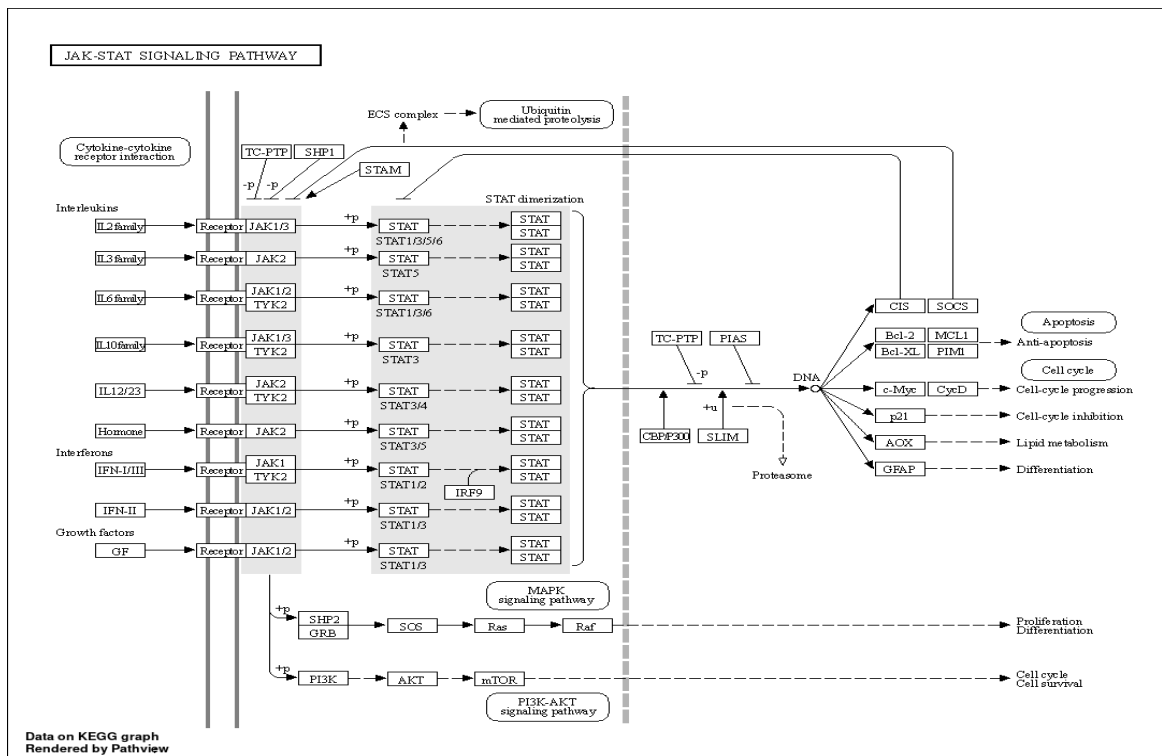 JAK-STAT SIGNALING PATHWAY
ECS complex
Ubiquitin
mediated proteolysis
Cytokine-cytokine
receptor interaction
TC-PTP
SHP1
STAM
-p
-p
STAT dimerization
Interleukins
IL2 family
Receptor
JAK1/3
+p
STAT
STAT1/3/5/6
STAT
STAT
IL3 family
Receptor
JAK2
+p
STAT
STAT5
STAT
STAT
IL6 family
Receptor
JAK1/2
TYK2
+p
STAT
STAT1/3/6
STAT
STAT
IL10 family
Receptor
JAK1/3
TYK2
+p
STAT
STAT3
STAT
STAT
IL12/23
Receptor
JAK2
TYK2
+p
STAT
STAT3/4
STAT
STAT
Hormone
Receptor
JAK2
+p
STAT
STAT3/5
STAT
STAT
Interferons
IFN-I/III
Receptor
JAK1
TYK2
+p
STAT
STAT1/2
IRF9
STAT
STAT
IFN-II
Receptor
JAK1/2
+p
STAT
STAT1/3
STAT
STAT
Growth factors
GF
Receptor
JAK1/2
+p
STAT
STAT1/3
STAT
STAT
TC-PTP
PIAS
-p
CBP/P300
+u
SLIM
Proteasome
DNA
CIS
SOCS
Bcl-2
MCL1
Bcl-XL
PIM1
Apoptosis
Anti-apoptosis
Cell cycle
c-Myc
CycD
Cell-cycle progression
p21
Cell-cycle inhibition
AOX
Lipid metabolism
GFAP
Differentiation
MAPK
signaling pathway
+p
SHP2
GRB
SOS
Ras
Raf
Proliferation
Differentiation
+p
PI3K
AKT
mTOR
Cell cycle
Cell survival
PI3K-AKT
signaling pathway
Data on KEGG graph
Rendered by Pathview